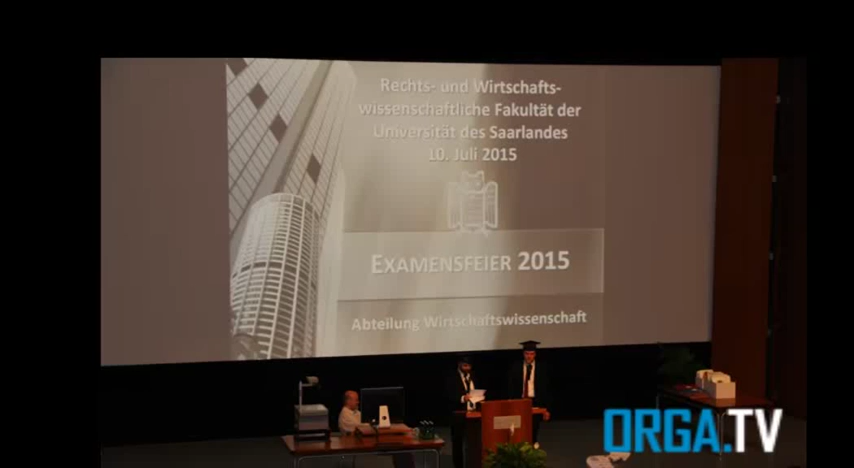 Rechts- und Wirtschafts-
wissenschaftliche Fakultät der
Universität des Saarlandes
10. Juli 2015
EXAMENSFEIER 2015
Abteilung Wirtschaftswissenschaft
ORGA.TV